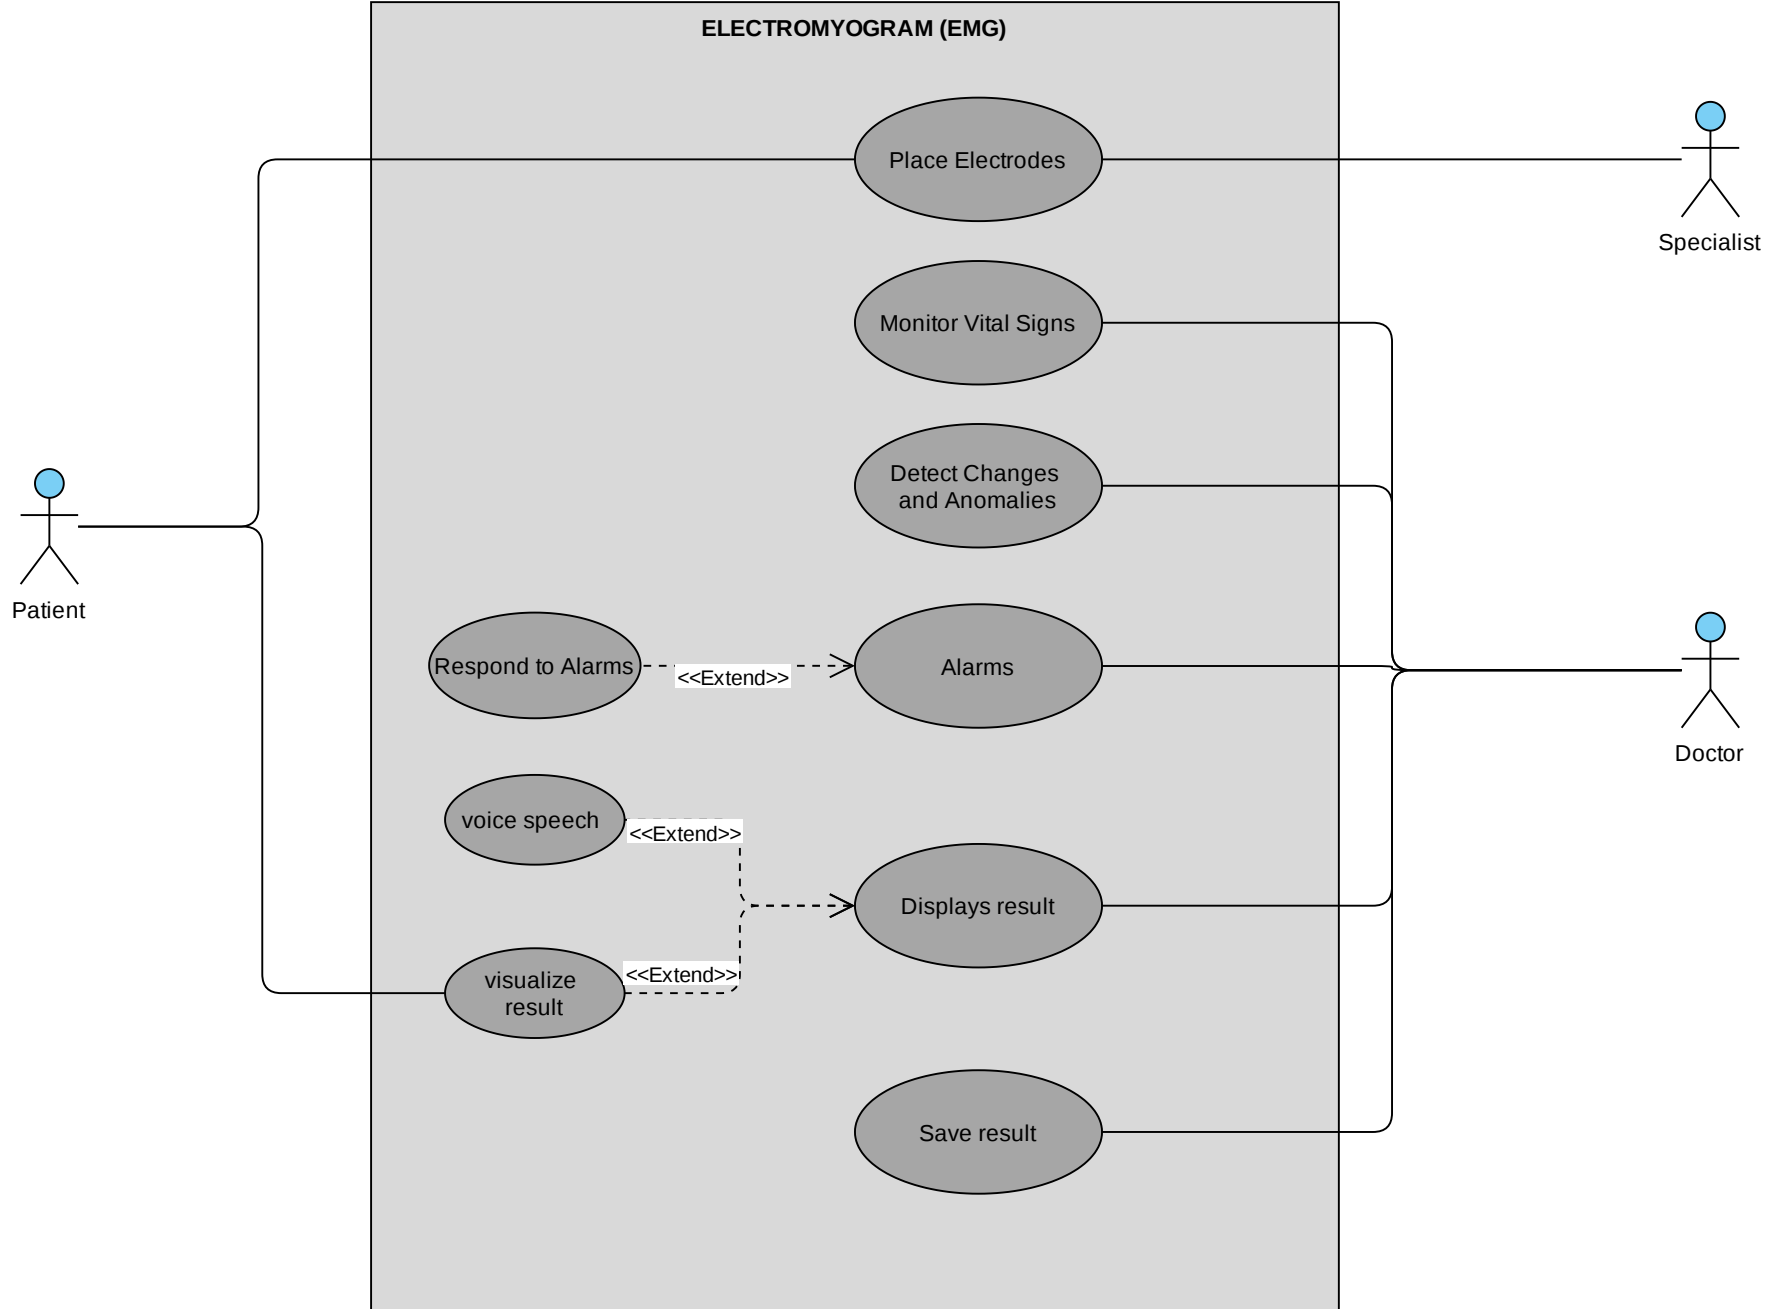 ELECTROMYOGRAM (EMG)
Place Electrodes
Specialist
Monitor Vital Signs
Detect Changes
and Anomalies
Patient
Respond to Alarms
<<Extend>>
Alarms
Doctor
voice speech
<<Extend>>
Displays result
<<Extend>>
visualize
result
Save result